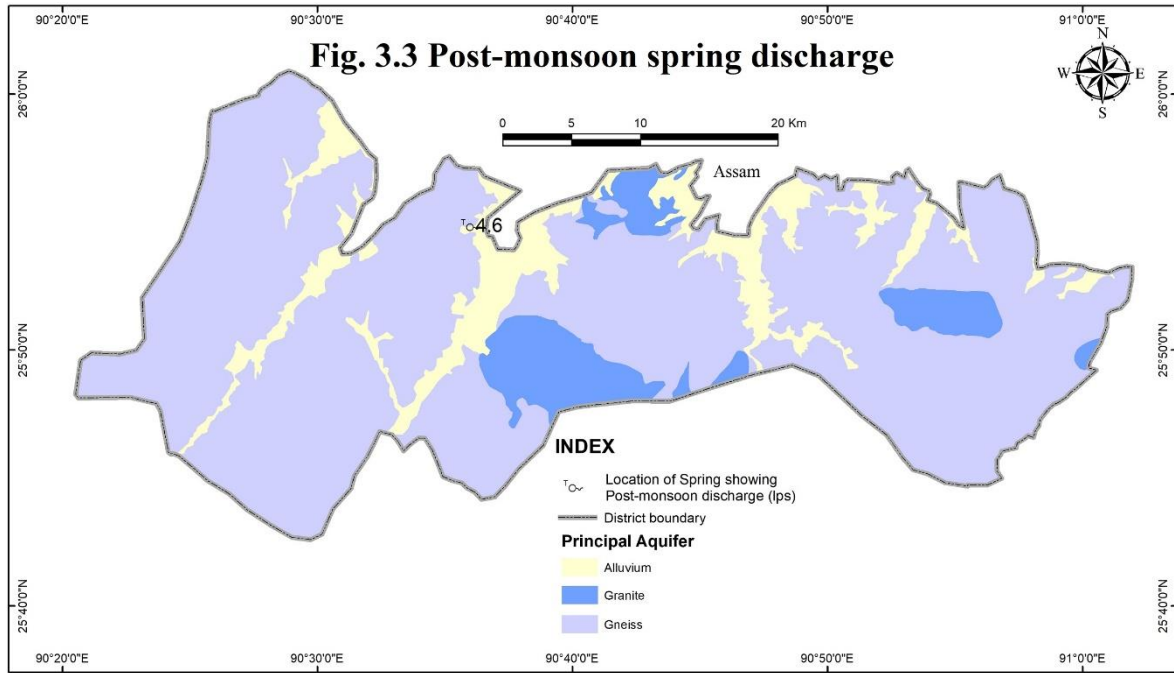 90°20'0"E 90°30'0"E 90°40'0"E 90°50'0"E 91°0'0"E
Fig. 3.3 Post-monsoon spring discharge
N
W E
S
26°0'0"N 26°0'0"N
0 5 10 20 Km
Assam
T 4.6
25°50'0"N 25°50'0"N
INDEX
T Location of Spring showing
Post-monsoon discharge (lps)
District boundary
Principal Aquifer
Alluvium
Granite
Gneiss
25°40'0"N 25°40'0"N
90°20'0"E 90°30'0"E 90°40'0"E 90°50'0"E 91°0'0"E